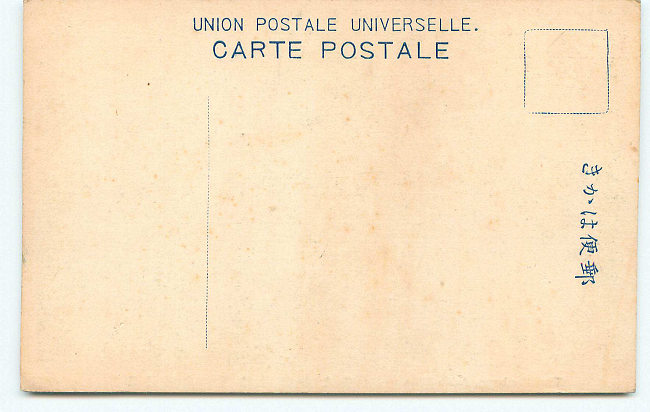 UNION POSTALE UNIVERSELLE.
CARTE POSTALE
郵便はかき